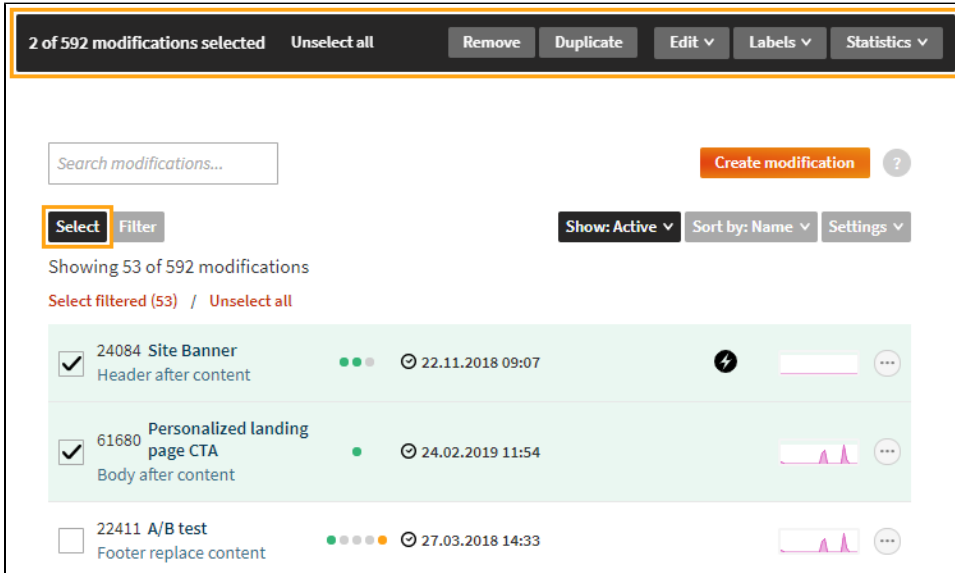 2 of 592 modifications selected Unselect all Remove Duplicate Edit Labels Statistics
Search modifications...
Create modification ?
Select Filter Show: Active Sort by: Name Settings
Showing 53 of 592 modifications
Select filtered (53) / Unselect all
24084 Site Banner
22.11.2018 09:07
Header after content
61680 Personalized landing
page CTA
24.02.2019 11:54
Body after content
22411 A/B test
27.03.2018 14:33
Footer replace content